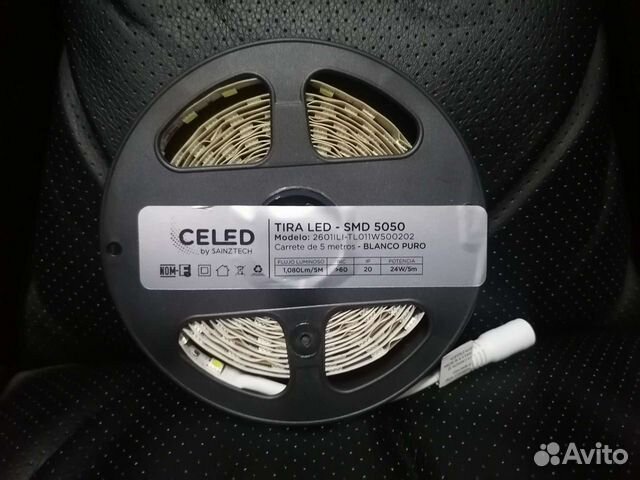 CELED
by SAINZTECH
TIRA LED - SMD 5050
Modelo: 2601ILI-TL011W500202
Carrete de 5 metros - BLANCO PURO
NOM-E
FLUJO LUMINOSO IRC IP POTENCIA
1,080Lm/5M >60 20 24W/5m
Avito